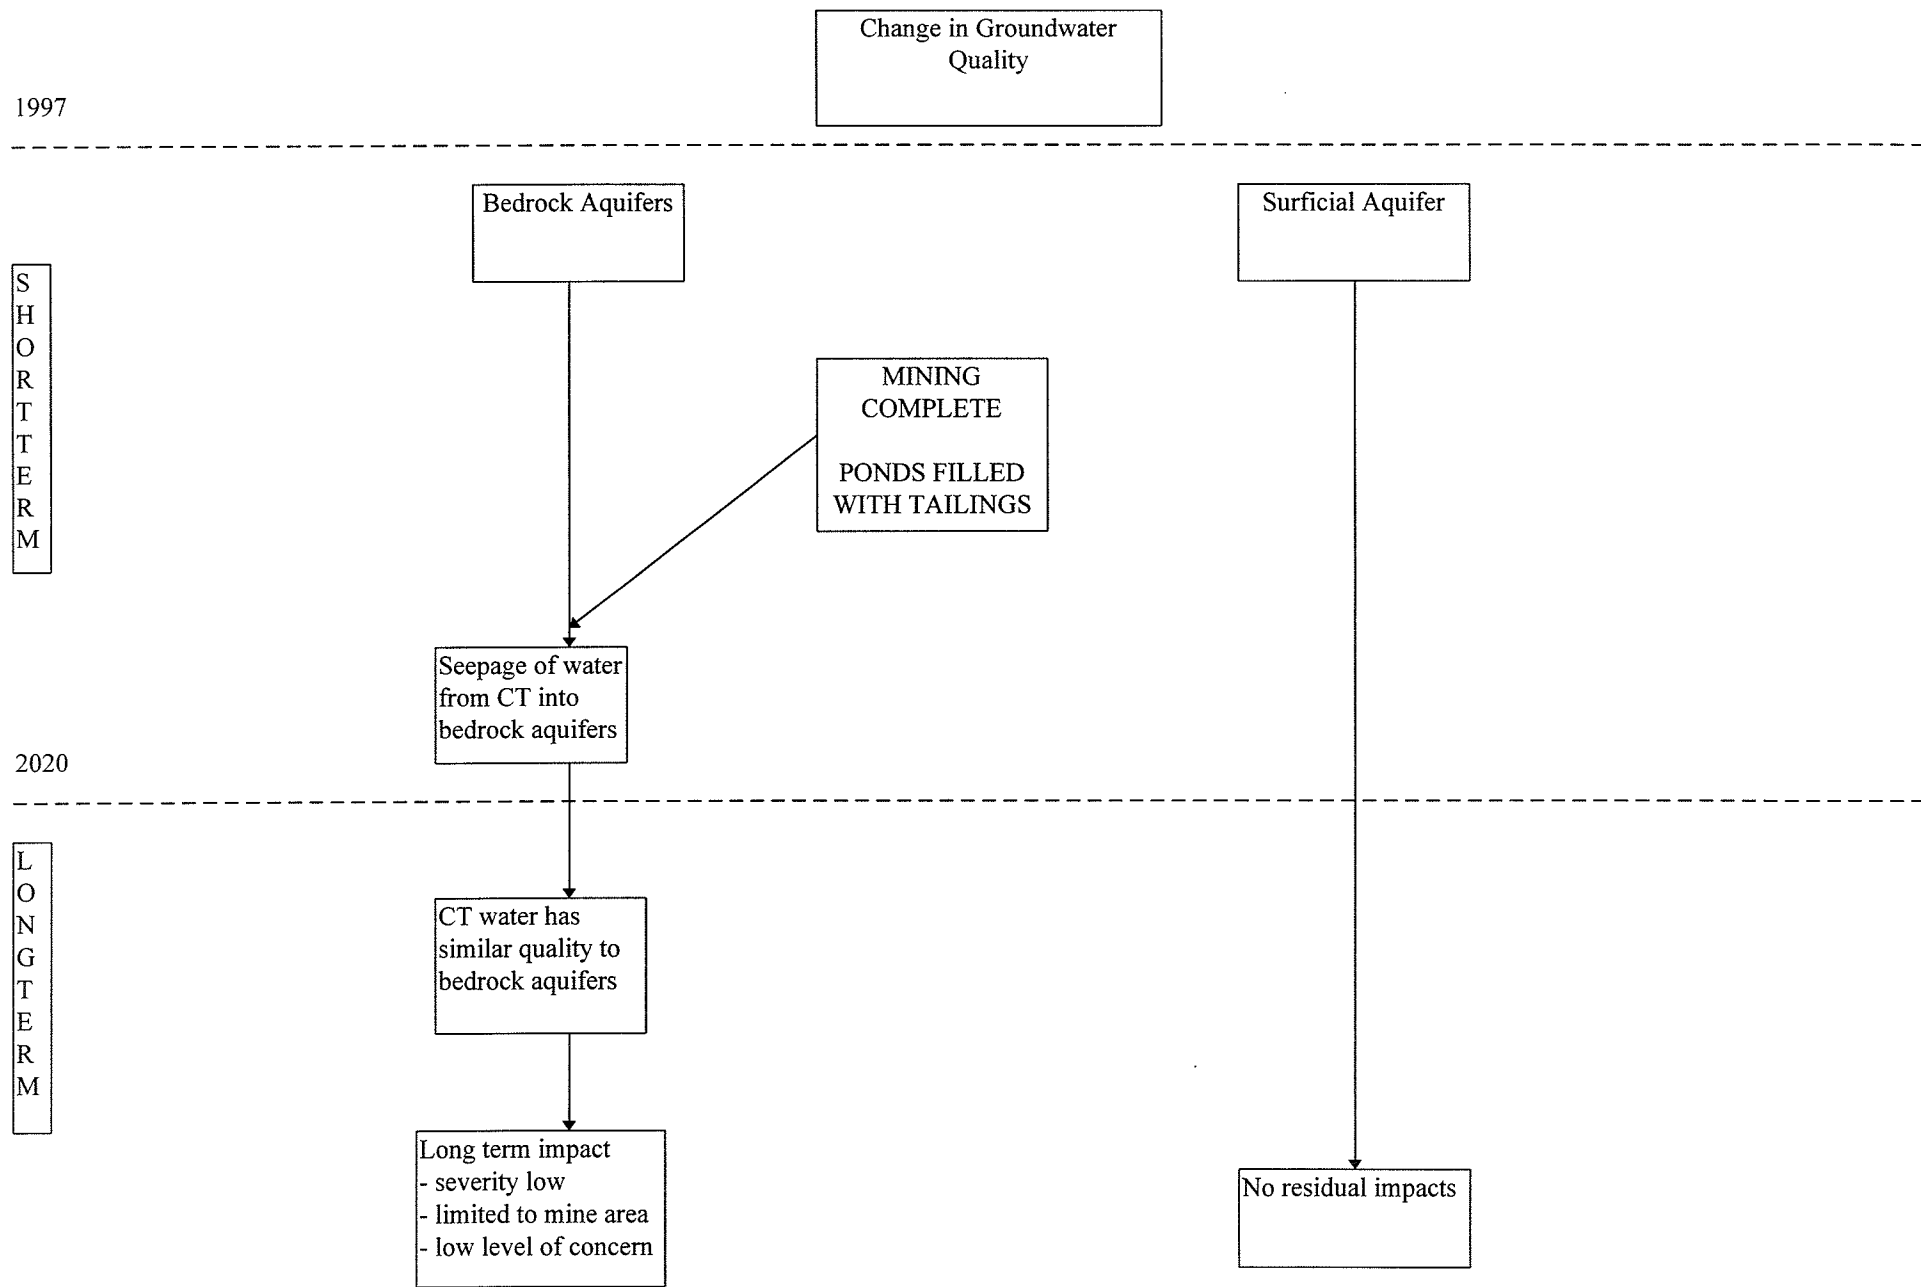 Change in Groundwater
Quality
1997
Bedrock Aquifers
Surficial Aquifer
S
H
O
R
T
T
E
R
M
MINING
COMPLETE
PONDS FILLED
WITH TAILINGS
Seepage of water
from CT into
bedrock aquifers
2020
L
O
N
G
T
E
R
M
CT water has
similar quality to
bedrock aquifers
Long term impact
- severity low
- limited to mine area
- low level of concern
No residual impacts